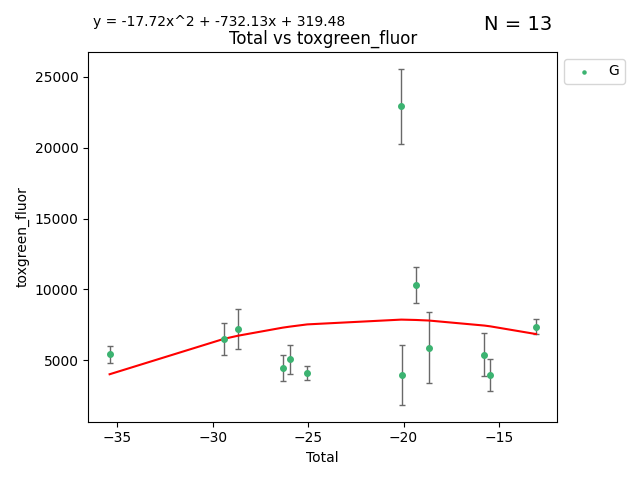 y = -17.72x^2 + -732.13x + 319.48
N = 13
Total vs toxgreen_fluor
G
25000
20000
15000
10000
5000
toxgreen_fluor
−35
−30
−25
−20
−15
Total